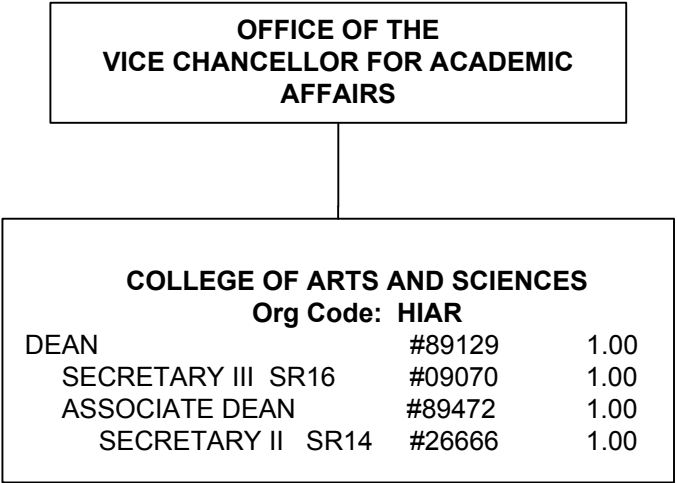 OFFICE OF THE
VICE CHANCELLOR FOR ACADEMIC
AFFAIRS
COLLEGE OF ARTS AND SCIENCES
Org Code: HIAR
DEAN #89129 1.00
SECRETARY III SR16 #09070 1.00
ASSOCIATE DEAN #89472 1.00
SECRETARY II SR14 #26666 1.00